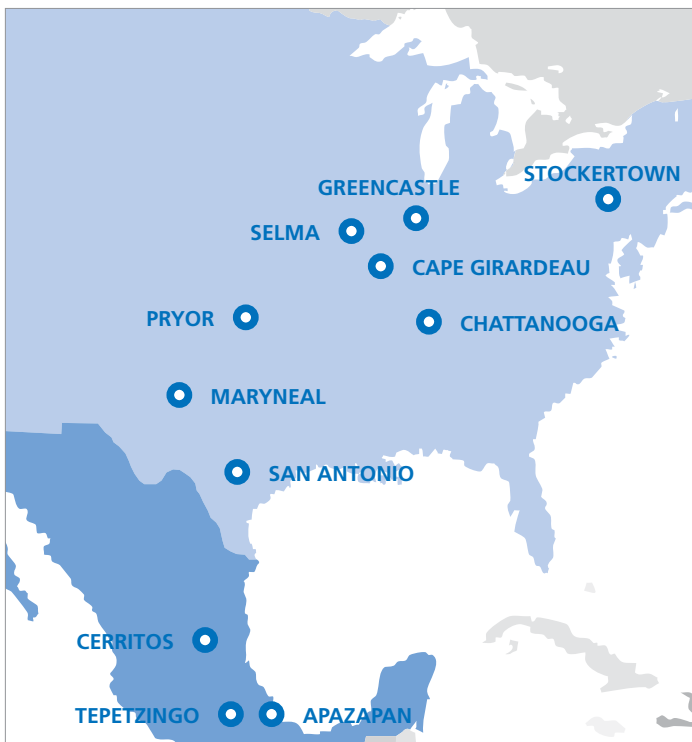 STOCKERTOWN
GREENCASTLE
SELMA
CAPE GIRARDEAU
PRYOR
CHATTANOOGA
MARYNEAL
SAN ANTONIO
CERRITOS
TEPETZINGO
APAZAPAN